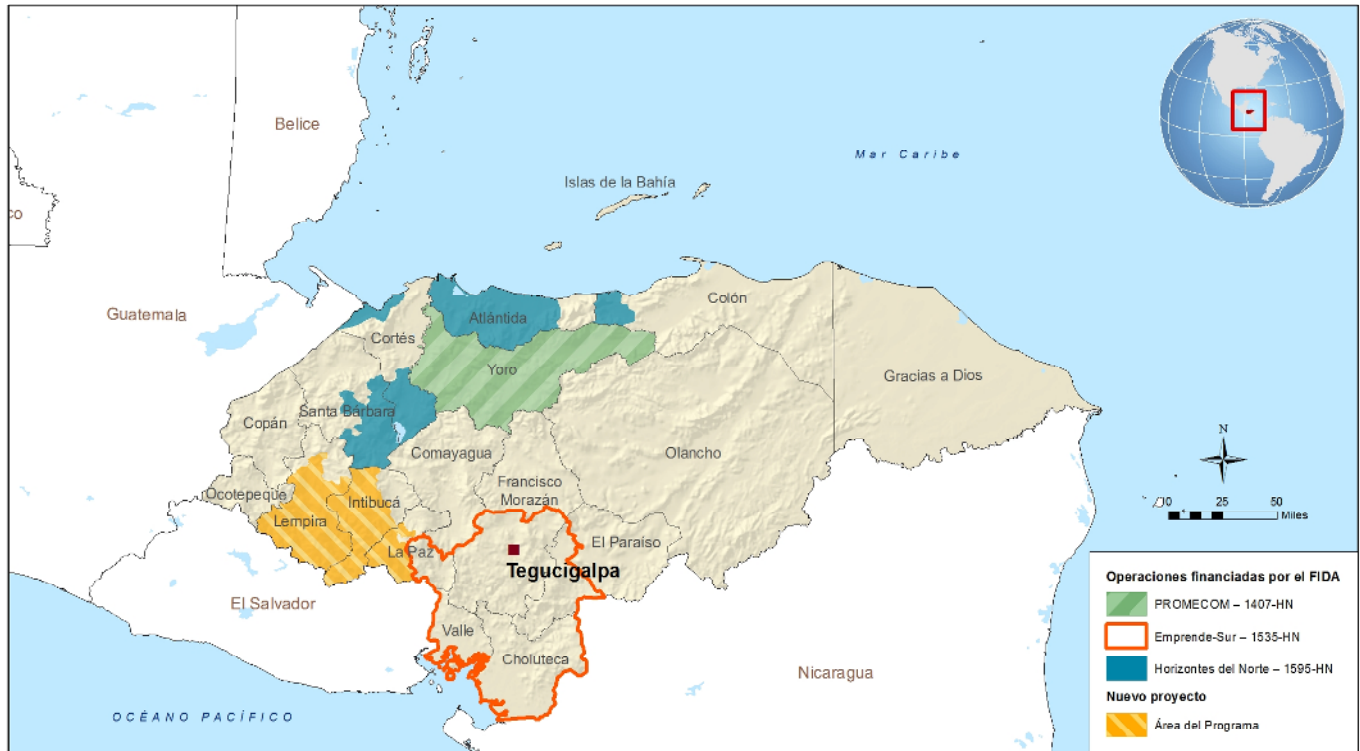 Belice
Mar Caribe
Islas de la Bahía
co
Guatemala
Colón
Atlántida
Cortés
Yoro
Gracias a Dios
Santa Bárbara
Copán
Comayagua
Olancho
Ocotepeque
Intibucá
Francisco
Morazán
Lempira
La Paz
El Paraiso
Tegucigalpa
El Salvador
Valle
Choluteca
Nicaragua
OCÉANO PACÍFICO
N
0 25 50
Miles
Operaciones financiadas por el FIDA
PROMECOM – 1407-HN
Emprende-Sur – 1535-HN
Horizontes del Norte – 1595-HN
Nuevo proyecto
Área del Programa